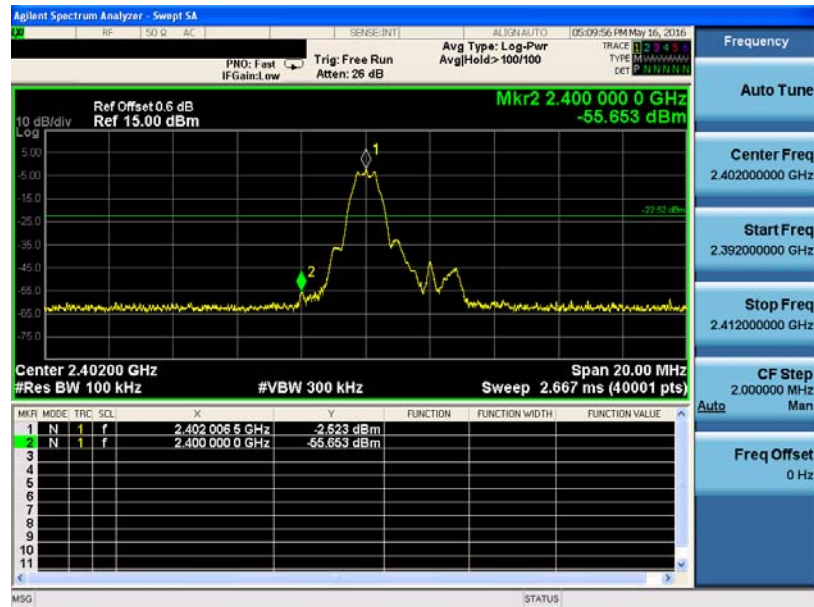 Agilent Spectrum Analyzer - Swept SA
RF 50 Ω AC SENSE:INT ALIGNAUTO 05:09:56 PM May 16, 2016
PNO: Fast Trig: Free Run Avg Type: Log-Pwr TRACE 1 2 3 4 5 6
IFGain:Low Atten: 26 dB Avg|Hold:> 100/100 TYPE M
DET P N N N N N
Mkr2 2.400 000 0 GHz
-55.653 dBm
Ref Offset 0.6 dB
10 dB/div Ref 15.00 dBm
Log
5.00
-5.00
-15.0
-25.0
-35.0
-45.0
-55.0
-65.0
-75.0
1
-22.52 dBm
2
Center 2.40200 GHz Span 20.00 MHz
#Res BW 100 kHz #VBW 300 kHz Sweep 2.667 ms (40001 pts)
MKR MODE TRC SCL X Y FUNCTION FUNCTION WIDTH FUNCTION VALUE
1 N 1 f 2.402 006 5 GHz -2.523 dBm
2 N 1 f 2.400 000 0 GHz -55.653 dBm
3
4
5
6
7
8
9
10
11
MSG STATUS
Frequency
Auto Tune
Center Freq
2.402000000 GHz
Start Freq
2.392000000 GHz
Stop Freq
2.412000000 GHz
CF Step
2.000000 MHz
Auto Man
Freq Offset
0 Hz